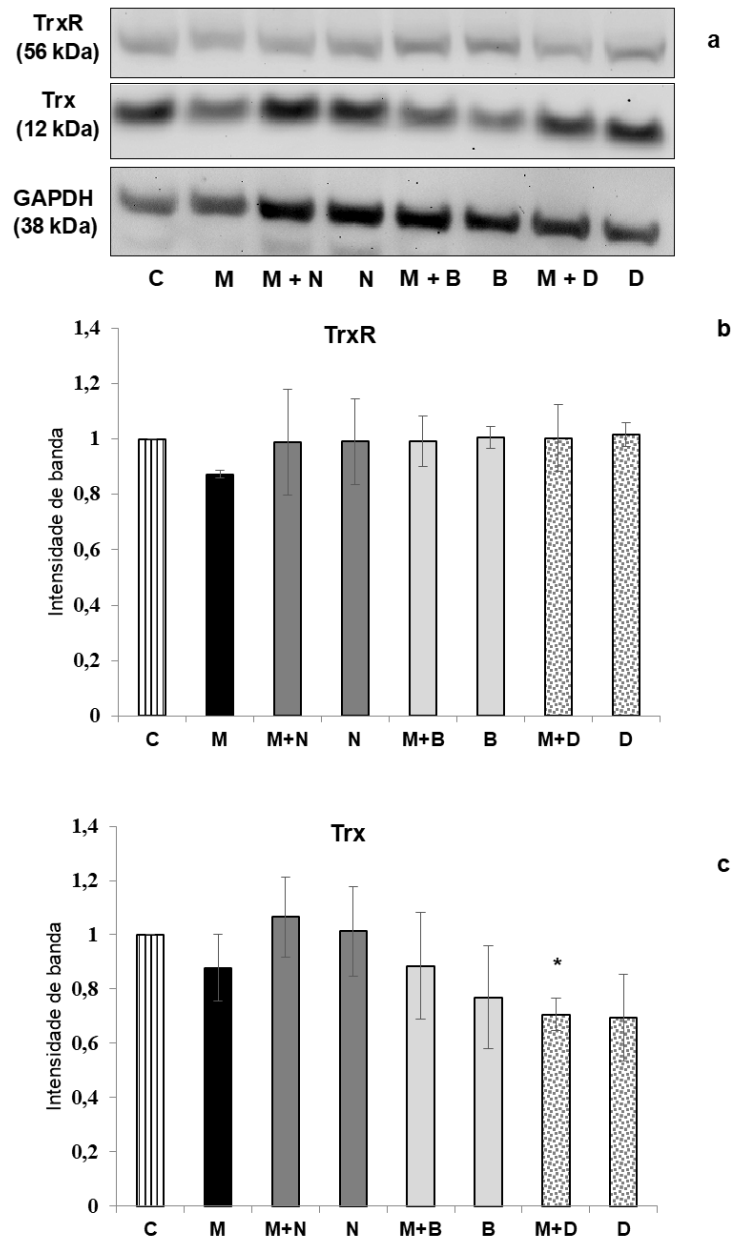 TrxR
(56 kDa)
a
Trx
(12 kDa)
GAPDH
(38 kDa)
C M M + N N M + B B M + D D
TrxR
b
1,4
1,2
1
0,8
0,6
0,4
0,2
0
Intensidade de banda
C M M+N N M+B B M+D D
Trx
c
1,4
1,2
1
0,8
0,6
0,4
0,2
0
Intensidade de banda
*
C M M+N N M+B B M+D D